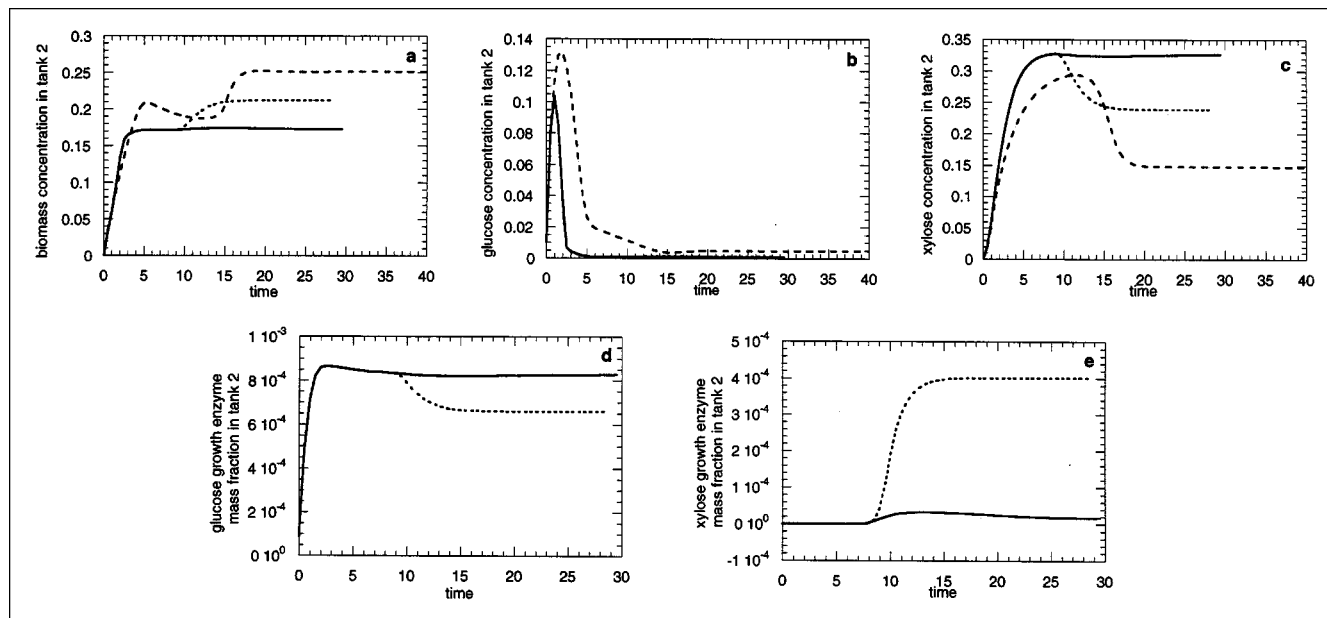 a
biomass concentration in tank 2
0.3
0.25
0.2
0.15
0.1
0.05
0
0 5 10 15 20 25 30 35 40
time
b
glucose concentration in tank 2
0.14
0.12
0.1
0.08
0.06
0.04
0.02
0
0 5 10 15 20 25 30 35 40
time
c
xylose concentration in tank 2
0.35
0.3
0.25
0.2
0.15
0.1
0.05
0
0 5 10 15 20 25 30 35 40
time
d
glucose growth enzyme
mass fraction in tank 2
1 10⁻³
8 10⁻⁴
6 10⁻⁴
4 10⁻⁴
2 10⁻⁴
0 10⁰
0 5 10 15 20 25 30
time
e
xylose growth enzyme
mass fraction in tank 2
5 10⁻⁴
4 10⁻⁴
3 10⁻⁴
2 10⁻⁴
1 10⁻⁴
0 10⁰
-1 10⁻⁴
0 5 10 15 20 25 30
time